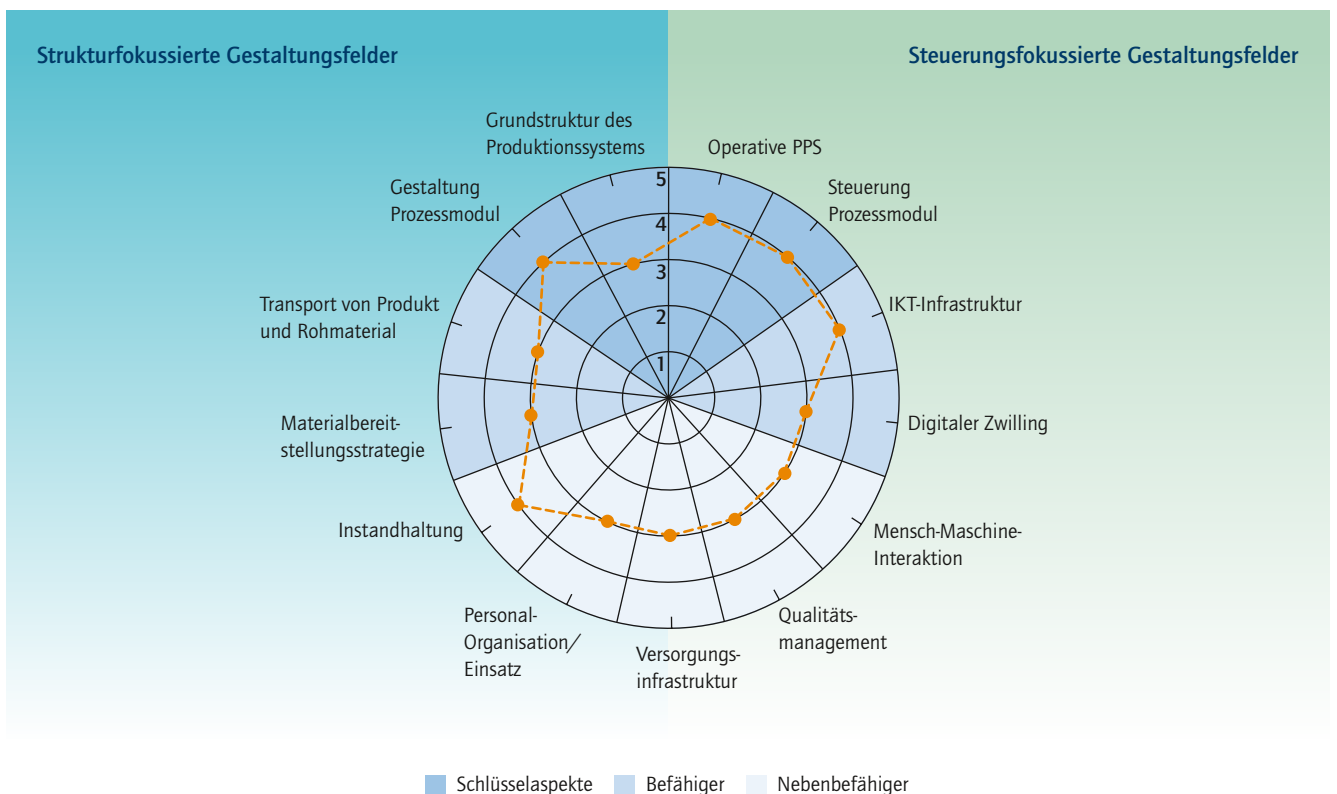 Strukturfokussierte Gestaltungsfelder
Steuerungsfokussierte Gestaltungsfelder
Grundstruktur des
Produktionssystems
Operative PPS
Gestaltung
Prozessmodul
Steuerung
Prozessmodul
5
4
3
2
1
Transport von Produkt
und Rohmaterial
IKT-Infrastruktur
Materialbereit-
stellungsstrategie
Digitaler Zwilling
Instandhaltung
Mensch-Maschine-
Interaktion
Personal-
Organisation/
Einsatz
Qualitäts-
management
Versorgungs-
infrastruktur
Schlüsselaspekte
Befähiger
Nebenbefähiger